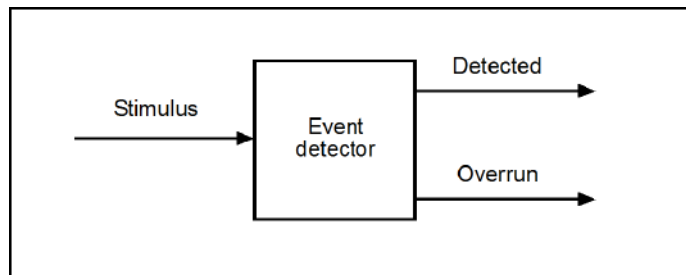 Stimulus
Event
detector
Detected
Overrun